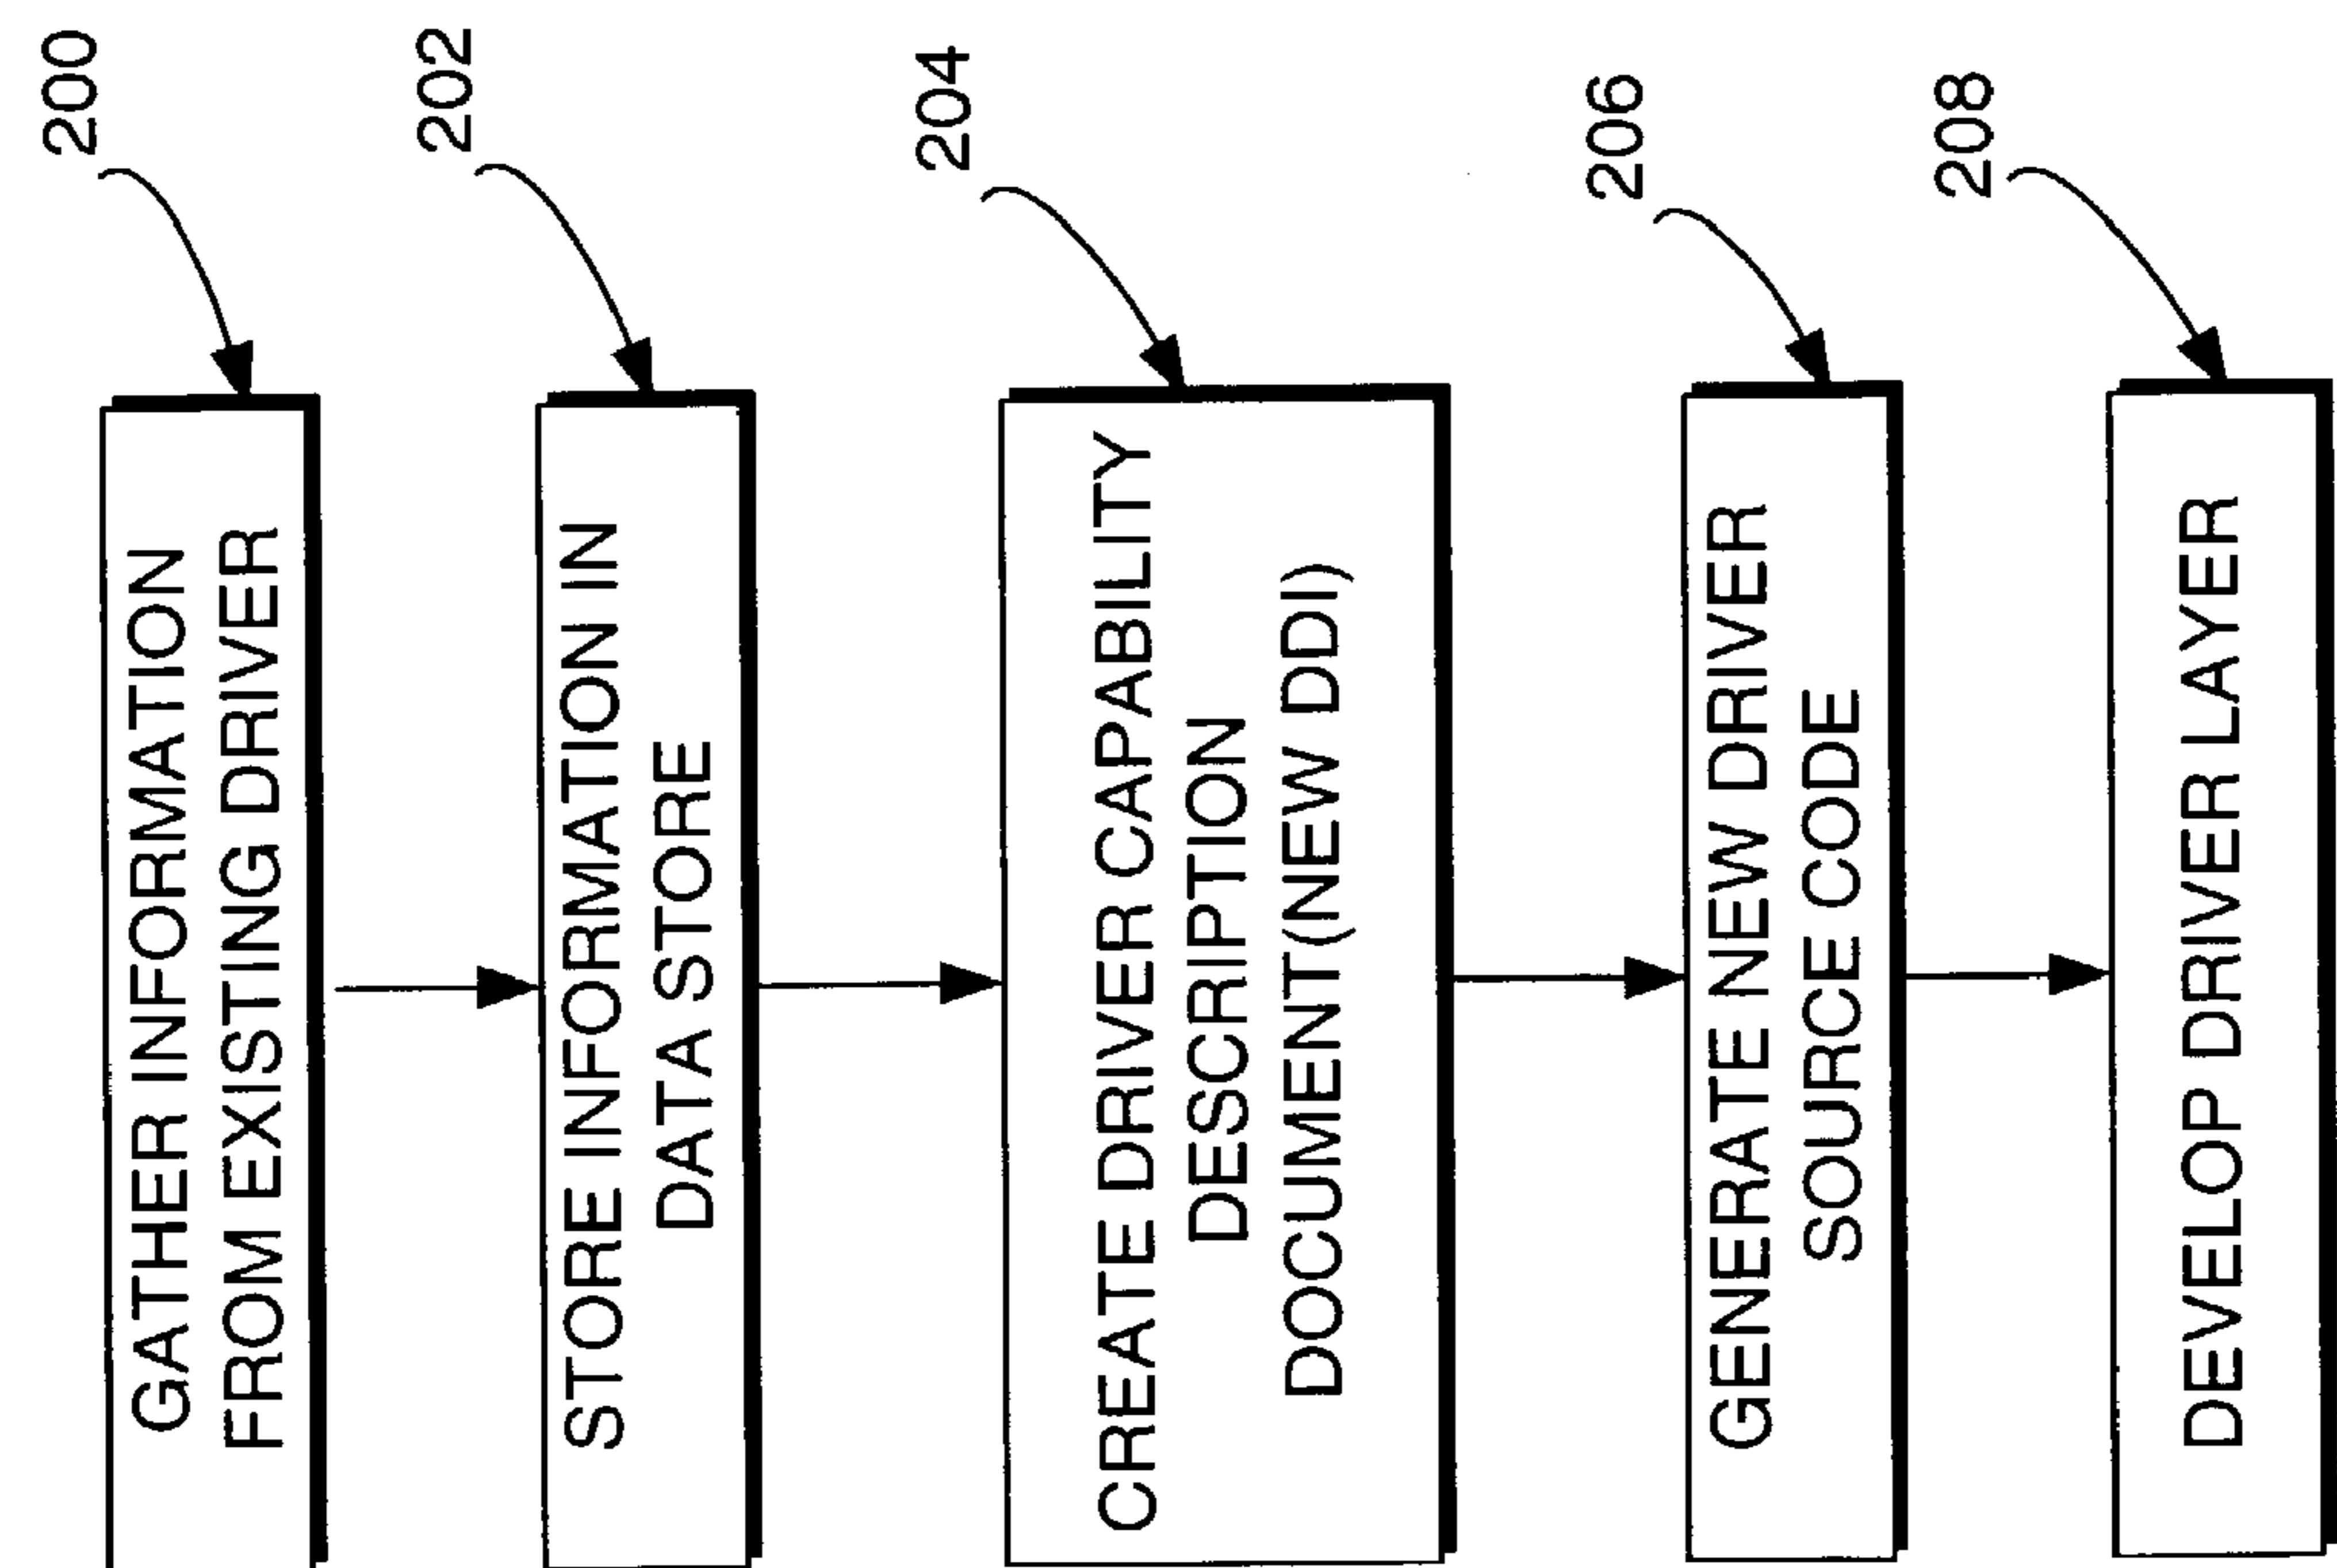 200
GATHER INFORMATION
FROM EXISTING DRIVER
202
STORE INFORMATION IN
DATA STORE
204
CREATE DRIVER CAPABILITY
DESCRIPTION
DOCUMENT(NEW DDI)
206
GENERATE NEW DRIVER
SOURCE CODE
208
DEVELOP DRIVER LAYER